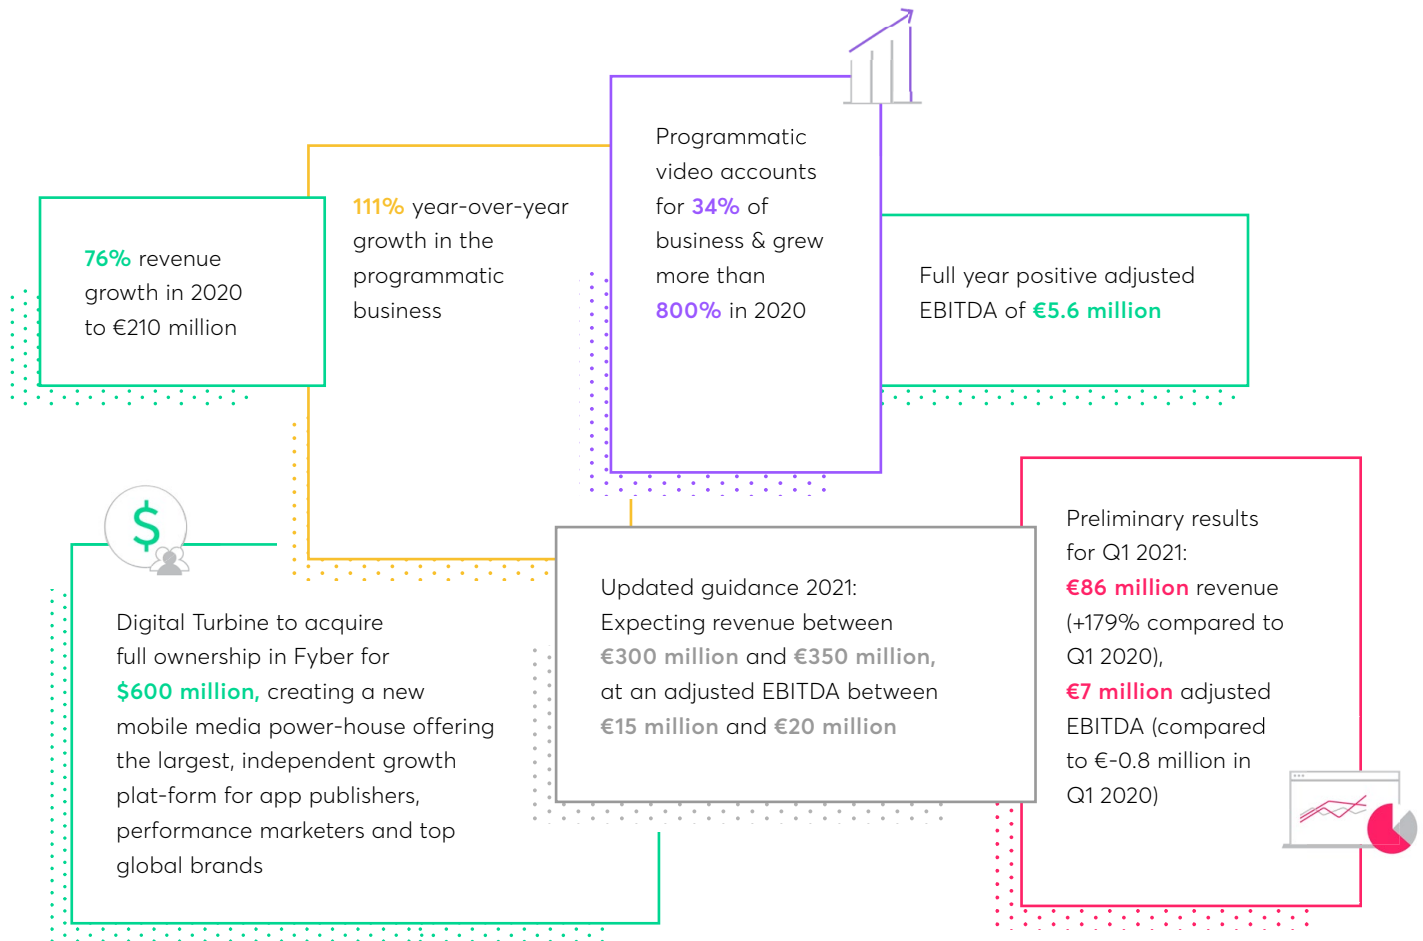 76% revenue
growth in 2020
to €210 million
111% year-over-year
growth in the
programmatic
business
Programmatic
video accounts
for 34% of
business & grew
more than
800% in 2020
Full year positive adjusted
EBITDA of €5.6 million
Digital Turbine to acquire
full ownership in Fyber for
$600 million, creating a new
mobile media power-house offering
the largest, independent growth
plat-form for app publishers,
performance marketers and top
global brands
Updated guidance 2021:
Expecting revenue between
€300 million and €350 million,
at an adjusted EBITDA between
€15 million and €20 million
Preliminary results
for Q1 2021:
€86 million revenue
(+179% compared to
Q1 2020),
€7 million adjusted
EBITDA (compared
to €-0.8 million in
Q1 2020)